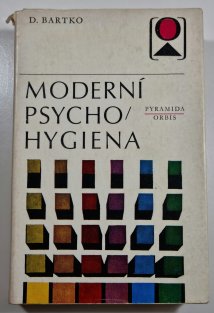 D. BARTKO
MODERNÍ
PSYCHO/
HYGIENA
PYRAMIDA
ORBIS